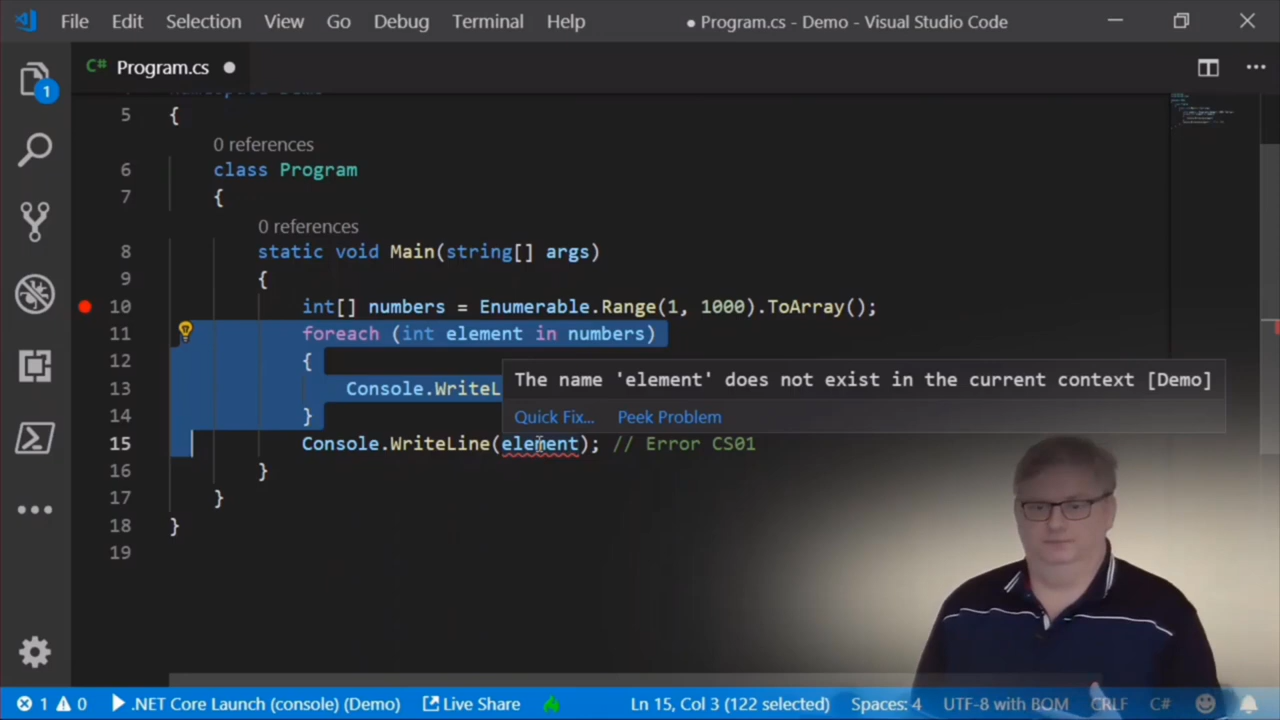 File Edit Selection View Go Debug Terminal Help ● Program.cs - Demo - Visual Studio Code
C# Program.cs ●
1
5 {
0 references
6 class Program
7 {
0 references
8 static void Main(string[] args)
9 {
10 int[] numbers = Enumerable.Range(1, 1000).ToArray();
11 foreach (int element in numbers)
12 {
The name 'element' does not exist in the current context [Demo]
13 Console.WriteL
Quick Fix... Peek Problem
14 }
15 Console.WriteLine(element); // Error CS01
16 }
17 }
18 }
19
1 0 .NET Core Launch (console) (Demo) Live Share Ln 15, Col 3 (122 selected) Spaces: 4 UTF-8 with BOM CRLF C#